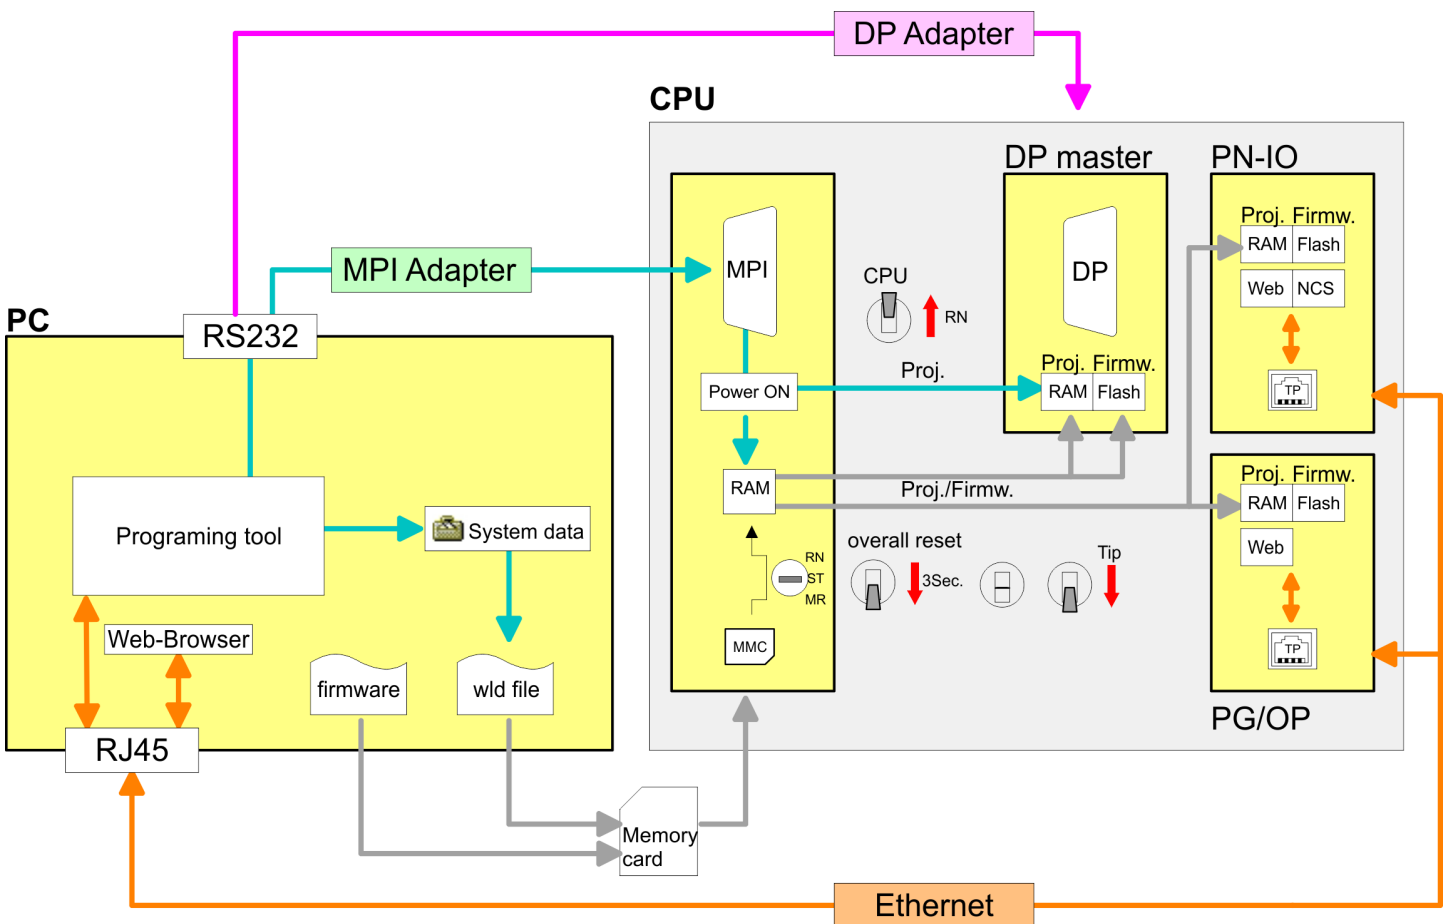 DP Adapter
CPU
DP master
PN-IO
MPI
DP
Proj. Firmw.
RAM Flash
Web NCS
TP
MPI Adapter
CPU
RN
PC
RS232
Power ON
Proj.
Proj. Firmw.
RAM Flash
RAM
Proj./Firmw.
Proj. Firmw.
RAM Flash
Web
TP
PG/OP
Programing tool
System data
RN
ST
MR
overall reset
3Sec.
Tip
MMC
Web-Browser
firmware
wld file
RJ45
Memory
card
Ethernet